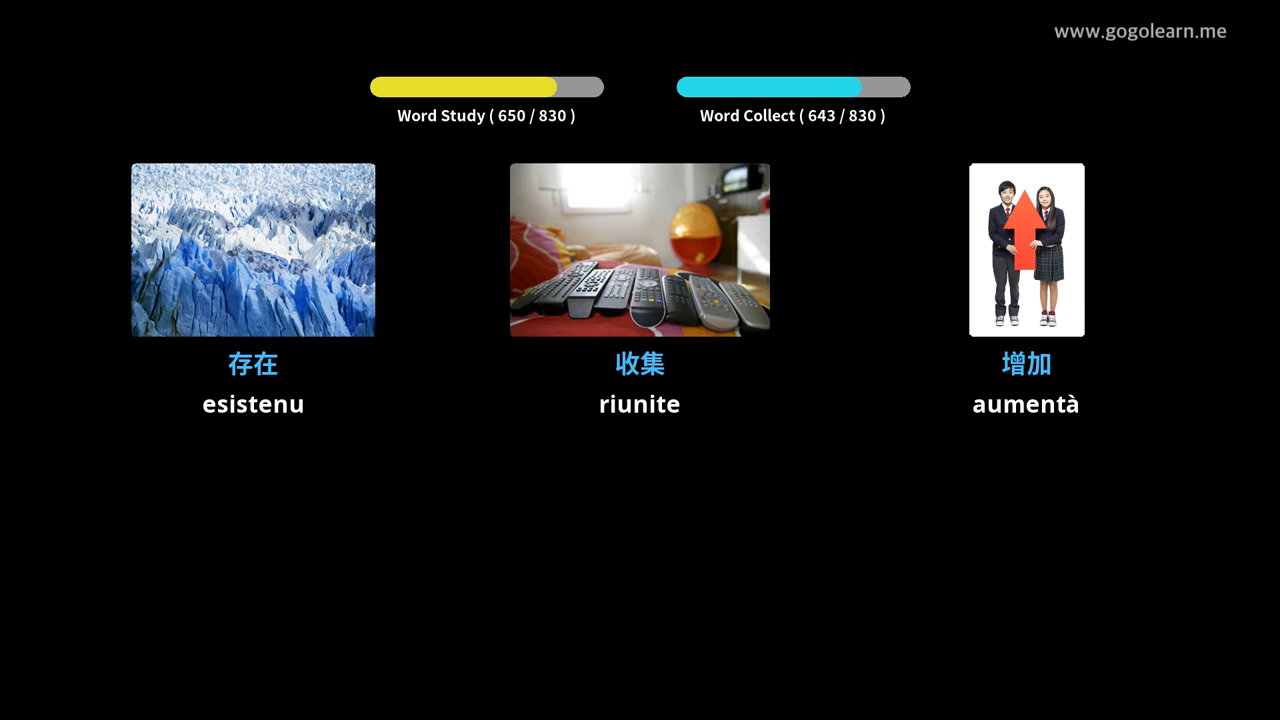 www.gogolearn.me
Word Study ( 650 / 830 )
Word Collect ( 643 / 830 )
存在
收集
增加
esistenu
riunite
aumentà